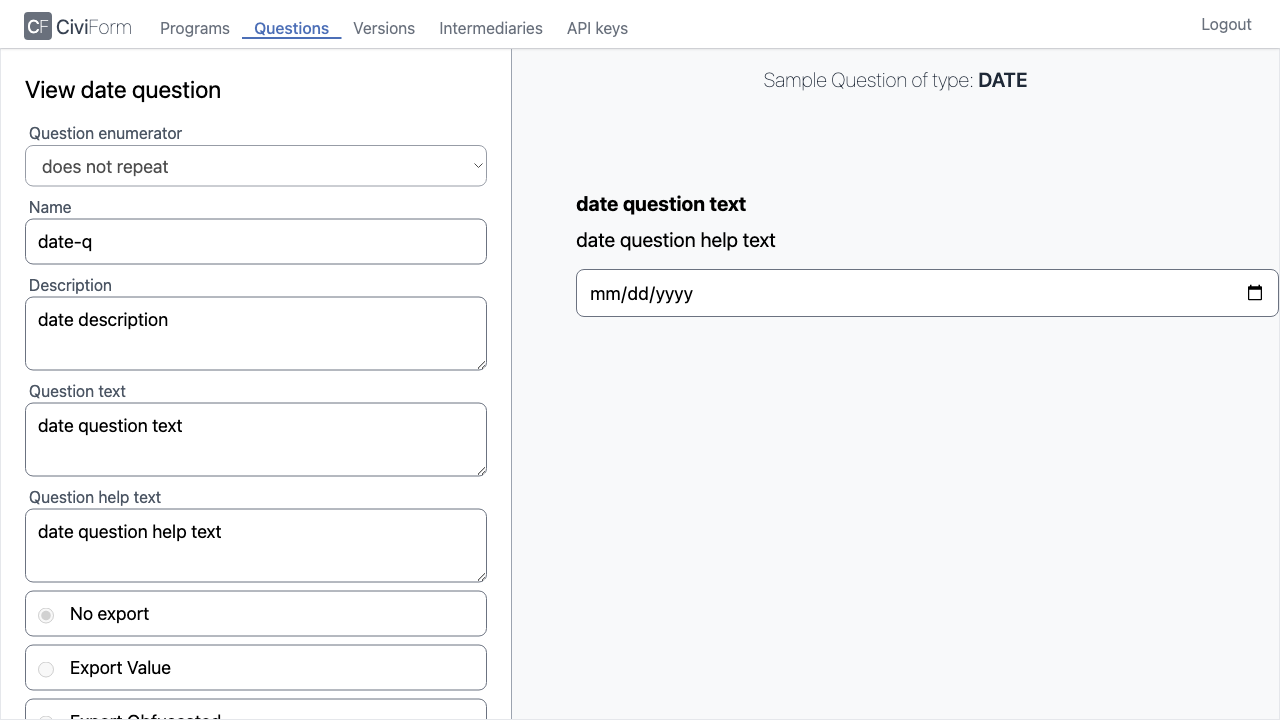 CF CiviForm Programs Questions Versions Intermediaries API keys Logout
View date question
Question enumerator
does not repeat
Name
date-q
Description
date description
Question text
date question text
Question help text
date question help text
No export
Export Value
Export Obfuscated
Sample Question of type: DATE
date question text
date question help text
mm/dd/yyyy